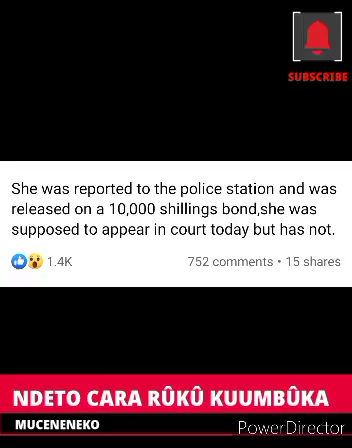 SUBSCRIBE
She was reported to the police station and was
released on a 10,000 shillings bond,she was
supposed to appear in court today but has not.
1.4K 752 comments • 15 shares
NDETO CARA RÛKÛ KUUMBÛKA
MUCENENEKO
PowerDirector